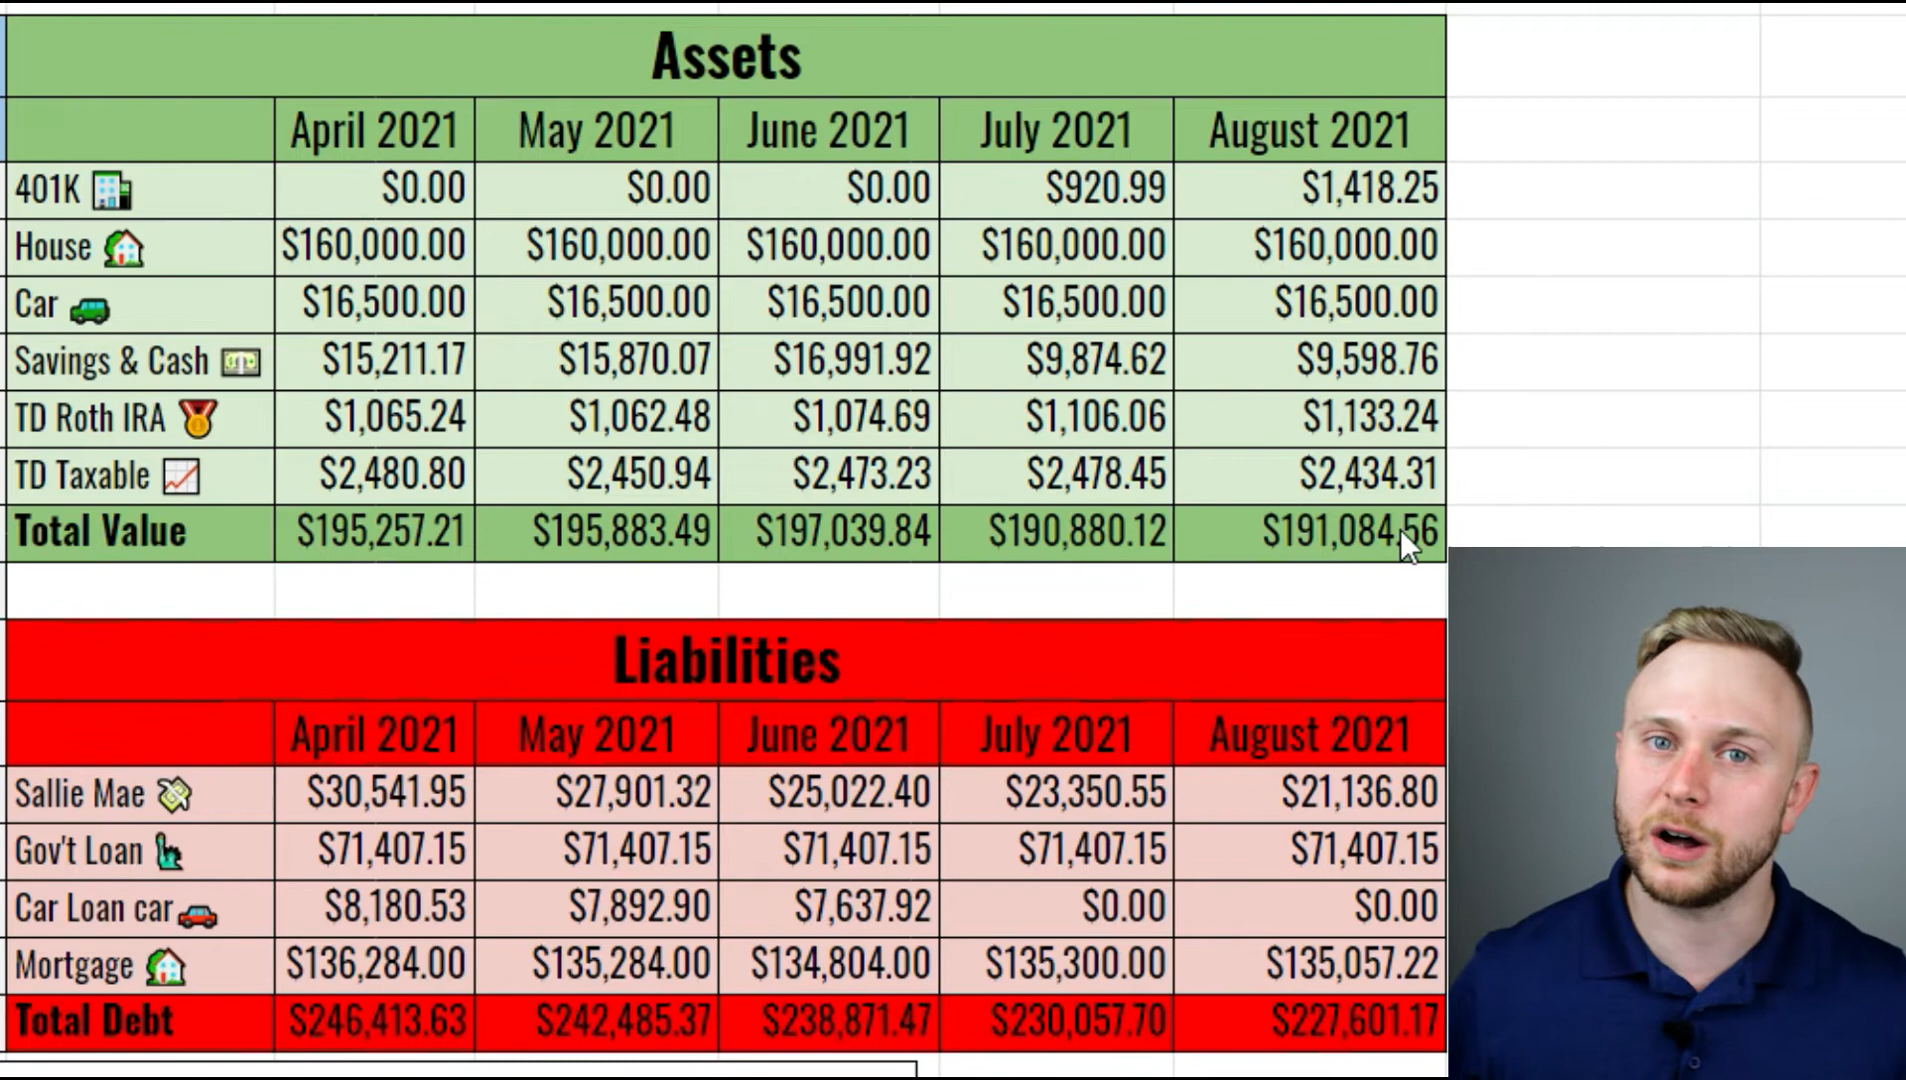 Assets
April 2021 May 2021 June 2021 July 2021 August 2021
401K $0.00 $0.00 $0.00 $920.99 $1,418.25
House $160,000.00 $160,000.00 $160,000.00 $160,000.00 $160,000.00
Car $16,500.00 $16,500.00 $16,500.00 $16,500.00 $16,500.00
Savings & Cash $15,211.17 $15,870.07 $16,991.92 $9,874.62 $9,598.76
TD Roth IRA $1,065.24 $1,062.48 $1,074.69 $1,106.06 $1,133.24
TD Taxable $2,480.80 $2,450.94 $2,473.23 $2,478.45 $2,434.31
Total Value $195,257.21 $195,883.49 $197,039.84 $190,880.12 $191,084.56
Liabilities
April 2021 May 2021 June 2021 July 2021 August 2021
Sallie Mae $30,541.95 $27,901.32 $25,022.40 $23,350.55 $21,136.80
Gov't Loan $71,407.15 $71,407.15 $71,407.15 $71,407.15 $71,407.15
Car Loan car $8,180.53 $7,892.90 $7,637.92 $0.00 $0.00
Mortgage $136,284.00 $135,284.00 $134,804.00 $135,300.00 $135,057.22
Total Debt $246,413.63 $242,485.37 $238,871.47 $230,057.70 $227,601.17